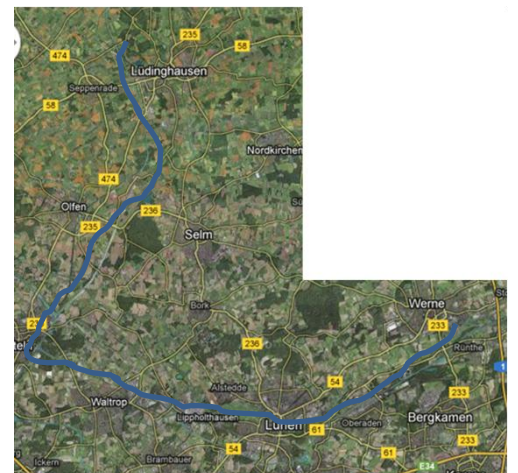 235
474
58
Lüdinghausen
Seppenrade
58
Nordkirchen
474
Olfen
236
235
Selm
Bork
Werne
233
236
Rünthe
54
1
Alstedde
Waltrop
Lippholthausen
Lünen
233
Bergkamen
Oberaden
61
54
233
Brambauer
61
Ickern
E34